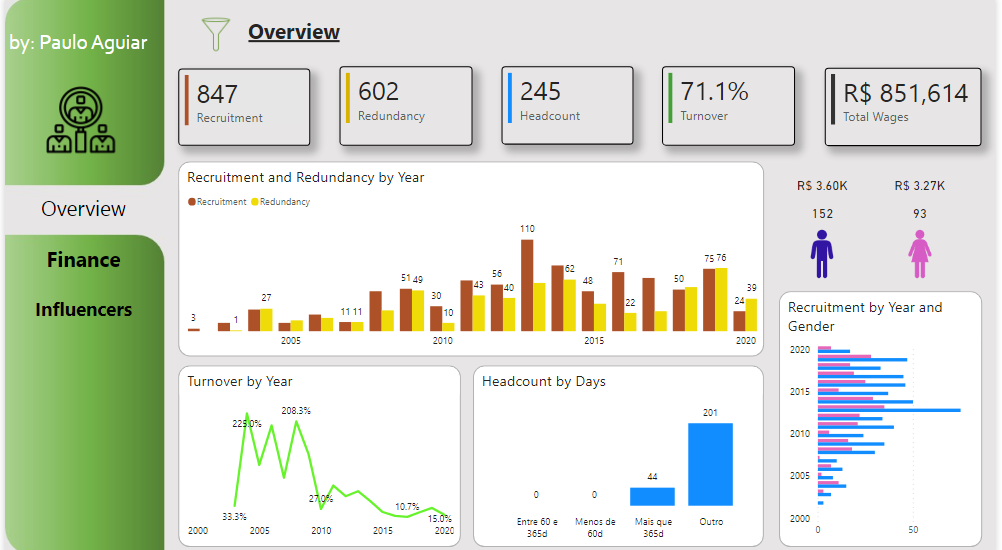 by: Paulo Aguiar
Overview
Finance
Influencers
Overview
847
Recruitment
602
Redundancy
245
Headcount
71.1%
Turnover
R$ 851,614
Total Wages
Recruitment and Redundancy by Year
Recruitment Redundancy
3 1 27 11 11 51 49 30 10 43 56 40 110 62 48 71 22 50 75 76 24 39
2005 2010 2015 2020
R$ 3.60K R$ 3.27K
152 93
Recruitment by Year and
Gender
2020
2015
2010
2005
2000
0 50
Turnover by Year
208.3%
225.0%
27.0%
10.7%
33.3%
15.0%
2000 2005 2010 2015 2020
Headcount by Days
201
44
0 0
Entre 60 e Menos de Mais que Outro
365d 60d 365d